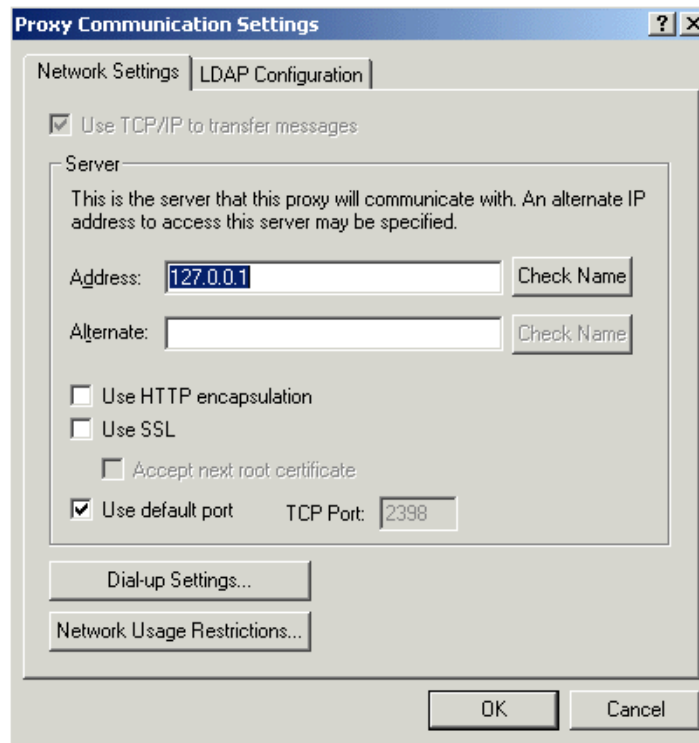 Proxy Communication Settings
Network Settings
LDAP Configuration
Use TCP/IP to transfer messages
Server
This is the server that this proxy will communicate with. An alternate IP
address to access this server may be specified.
Address: 127.0.0.1 Check Name
Alternate: Check Name
Use HTTP encapsulation
Use SSL
Accept next root certificate
Use default port TCP Port: 2398
Dial-up Settings...
Network Usage Restrictions...
OK Cancel